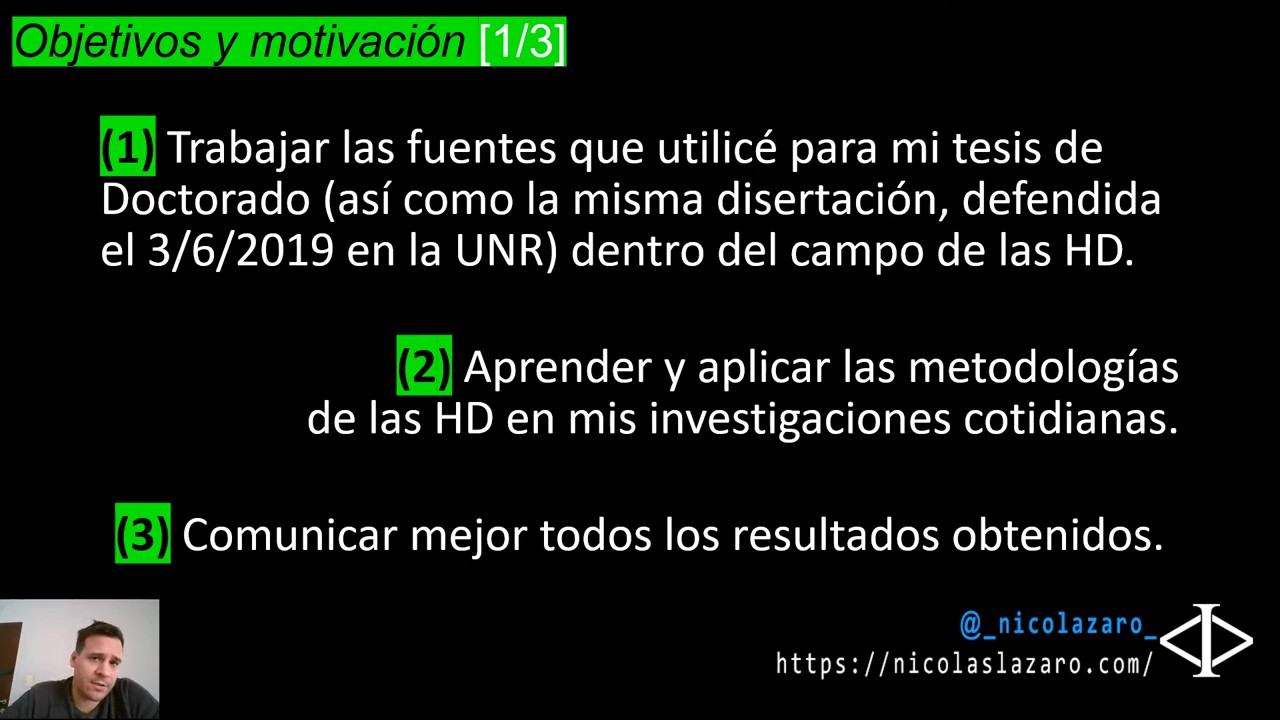 Objetivos y motivación [1/3]
(1) Trabajar las fuentes que utilicé para mi tesis de
Doctorado (así como la misma disertación, defendida
el 3/6/2019 en la UNR) dentro del campo de las HD.
(2) Aprender y aplicar las metodologías
de las HD en mis investigaciones cotidianas.
(3) Comunicar mejor todos los resultados obtenidos.
@_nicolazaro_
https://nicolaslazaro.com/